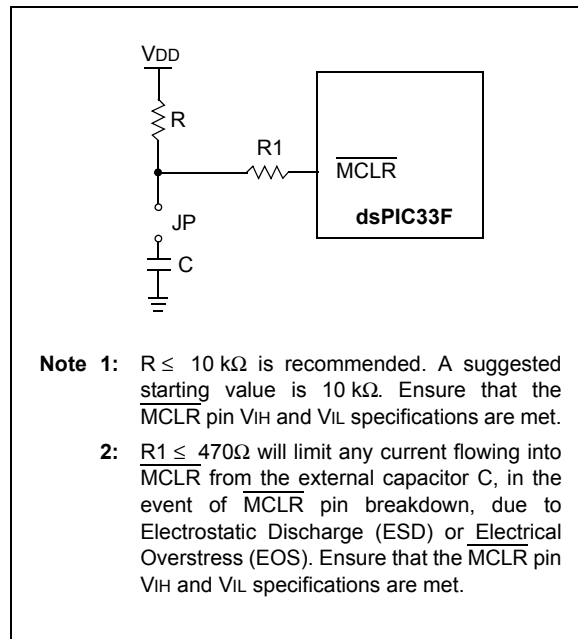 VDD
R
R1
MCLR
dsPIC33F
JP
C
Note 1: R ≤ 10 kΩ is recommended. A suggested
starting value is 10 kΩ. Ensure that the
MCLR pin VIH and VIL specifications are met.
2: R1 ≤ 470Ω will limit any current flowing into
MCLR from the external capacitor C, in the
event of MCLR pin breakdown, due to
Electrostatic Discharge (ESD) or Electrical
Overstress (EOS). Ensure that the MCLR pin
VIH and VIL specifications are met.